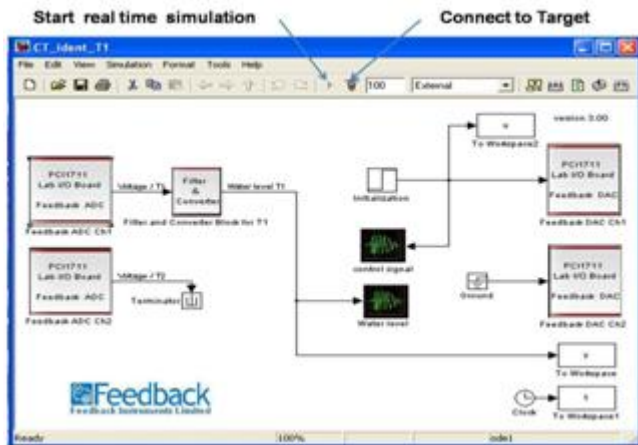 Start real time simulation
Connect to Target
CT_Ident_T1
File Edit View Simulation Format Tools Help
100
External
version 3.00
PCI1711
Lab I/O Board
Feedback ADC
Feedback ADC Ch1
Voltage / T1
Filter
&
Converter
Filter and Converter Block for T1
Water level T1
Initialization
u
To Workspace2
PCI1711
Lab I/O Board
Feedback DAC
Feedback DAC Ch1
control signal
PCI1711
Lab I/O Board
Feedback ADC
Feedback ADC Ch2
Voltage / T2
Terminator
Water level
Ground
PCI1711
Lab I/O Board
Feedback DAC
Feedback DAC Ch2
y
To Workspace
Feedback
Feedback Instruments Limited
Clock
t
To Workspace1
Ready
100%
ode1